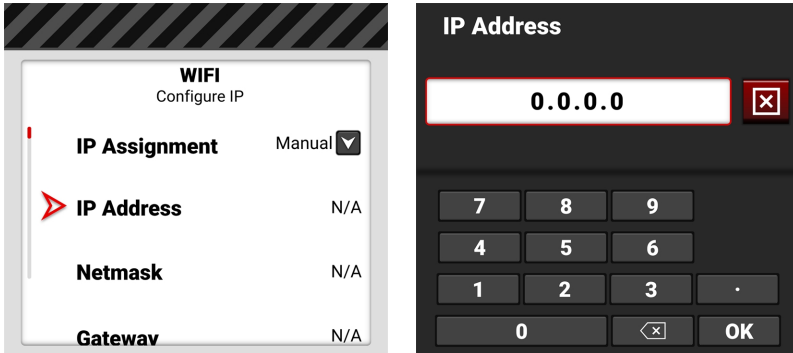 WIFI
Configure IP
IP Assignment Manual
IP Address N/A
Netmask N/A
Gateway N/A
IP Address
0.0.0.0
7 8 9
4 5 6
1 2 3 .
0 OK